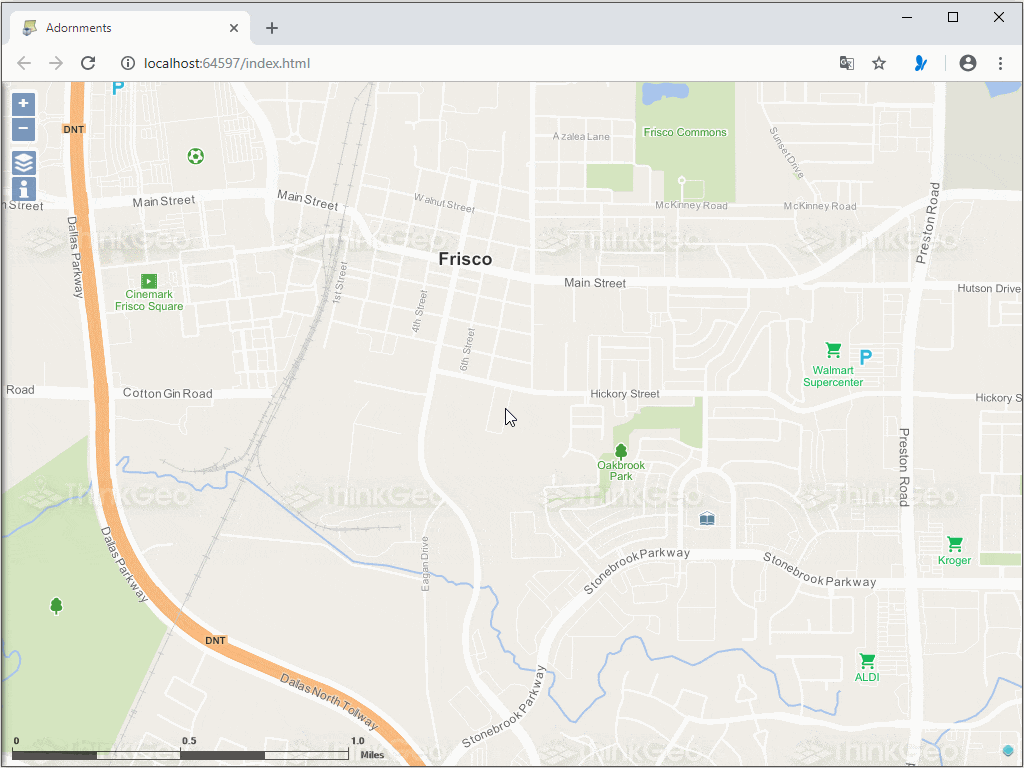 Adornments
localhost:64597/index.html
P
DNT
Azalea Lane
Frisco Commons
Sunset Drive
Main Street
Main Street
Walnut Street
McKinney Road
McKinney Road
n Street
Preston Road
Dallas Parkway
ThinkGeo
ThinkGeo
ThinkGeo
ThinkGeo
Frisco
1st Street
Main Street
Hutson Drive
Cinemark
Frisco Square
4th Street
6th Street
P
Walmart
Supercenter
Road
Cotton Gin Road
Hickory Street
Hickory S
Preston Road
Oakbrook
Park
ThinkGeo
ThinkGeo
ThinkGeo
ThinkGeo
Dallas Parkway
Eagan Drive
Stonebrook Parkway
Stonebrook Parkway
Kroger
DNT
ALDI
Dallas North Tollway
Stonebrook Parkway
0 0.5 1.0
Miles
ThinkGeo
ThinkGeo
ThinkGeo